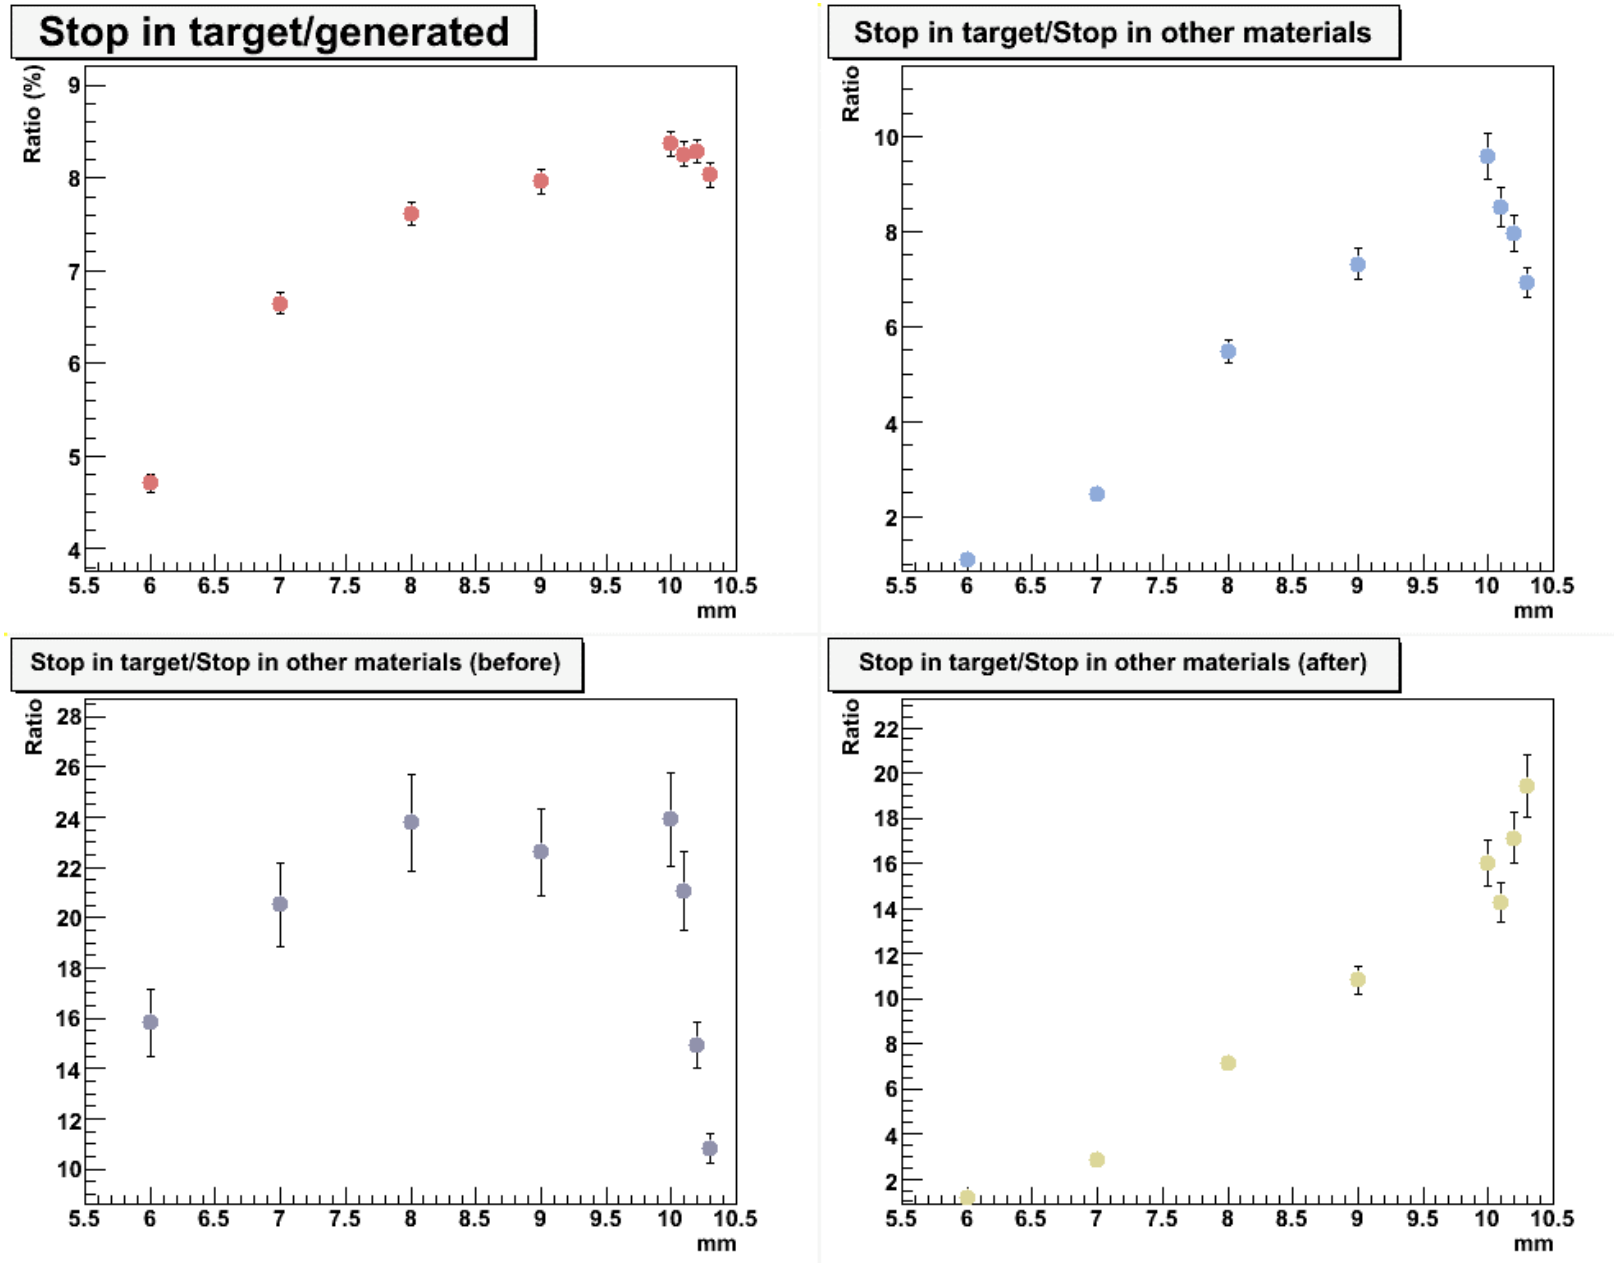 Stop in target/generated
Ratio (%)
9
8
7
6
5
4
5.5 6 6.5 7 7.5 8 8.5 9 9.5 10 10.5
mm
Stop in target/Stop in other materials
Ratio
10
8
6
4
2
5.5 6 6.5 7 7.5 8 8.5 9 9.5 10 10.5
mm
Stop in target/Stop in other materials (before)
Ratio
28
26
24
22
20
18
16
14
12
10
5.5 6 6.5 7 7.5 8 8.5 9 9.5 10 10.5
mm
Stop in target/Stop in other materials (after)
Ratio
22
20
18
16
14
12
10
8
6
4
2
5.5 6 6.5 7 7.5 8 8.5 9 9.5 10 10.5
mm